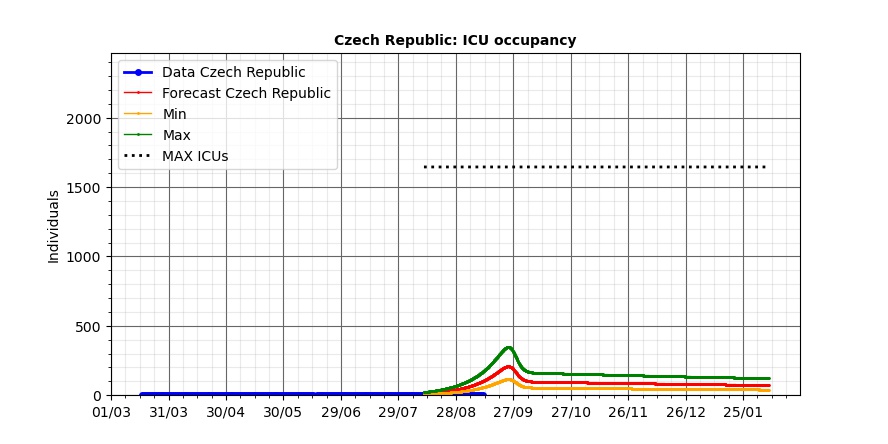 Czech Republic: ICU occupancy
Data Czech Republic
Forecast Czech Republic
Min
Max
MAX ICUs
Individuals
2000
1500
1000
500
0
01/03 31/03 30/04 30/05 29/06 29/07 28/08 27/09 27/10 26/11 26/12 25/01